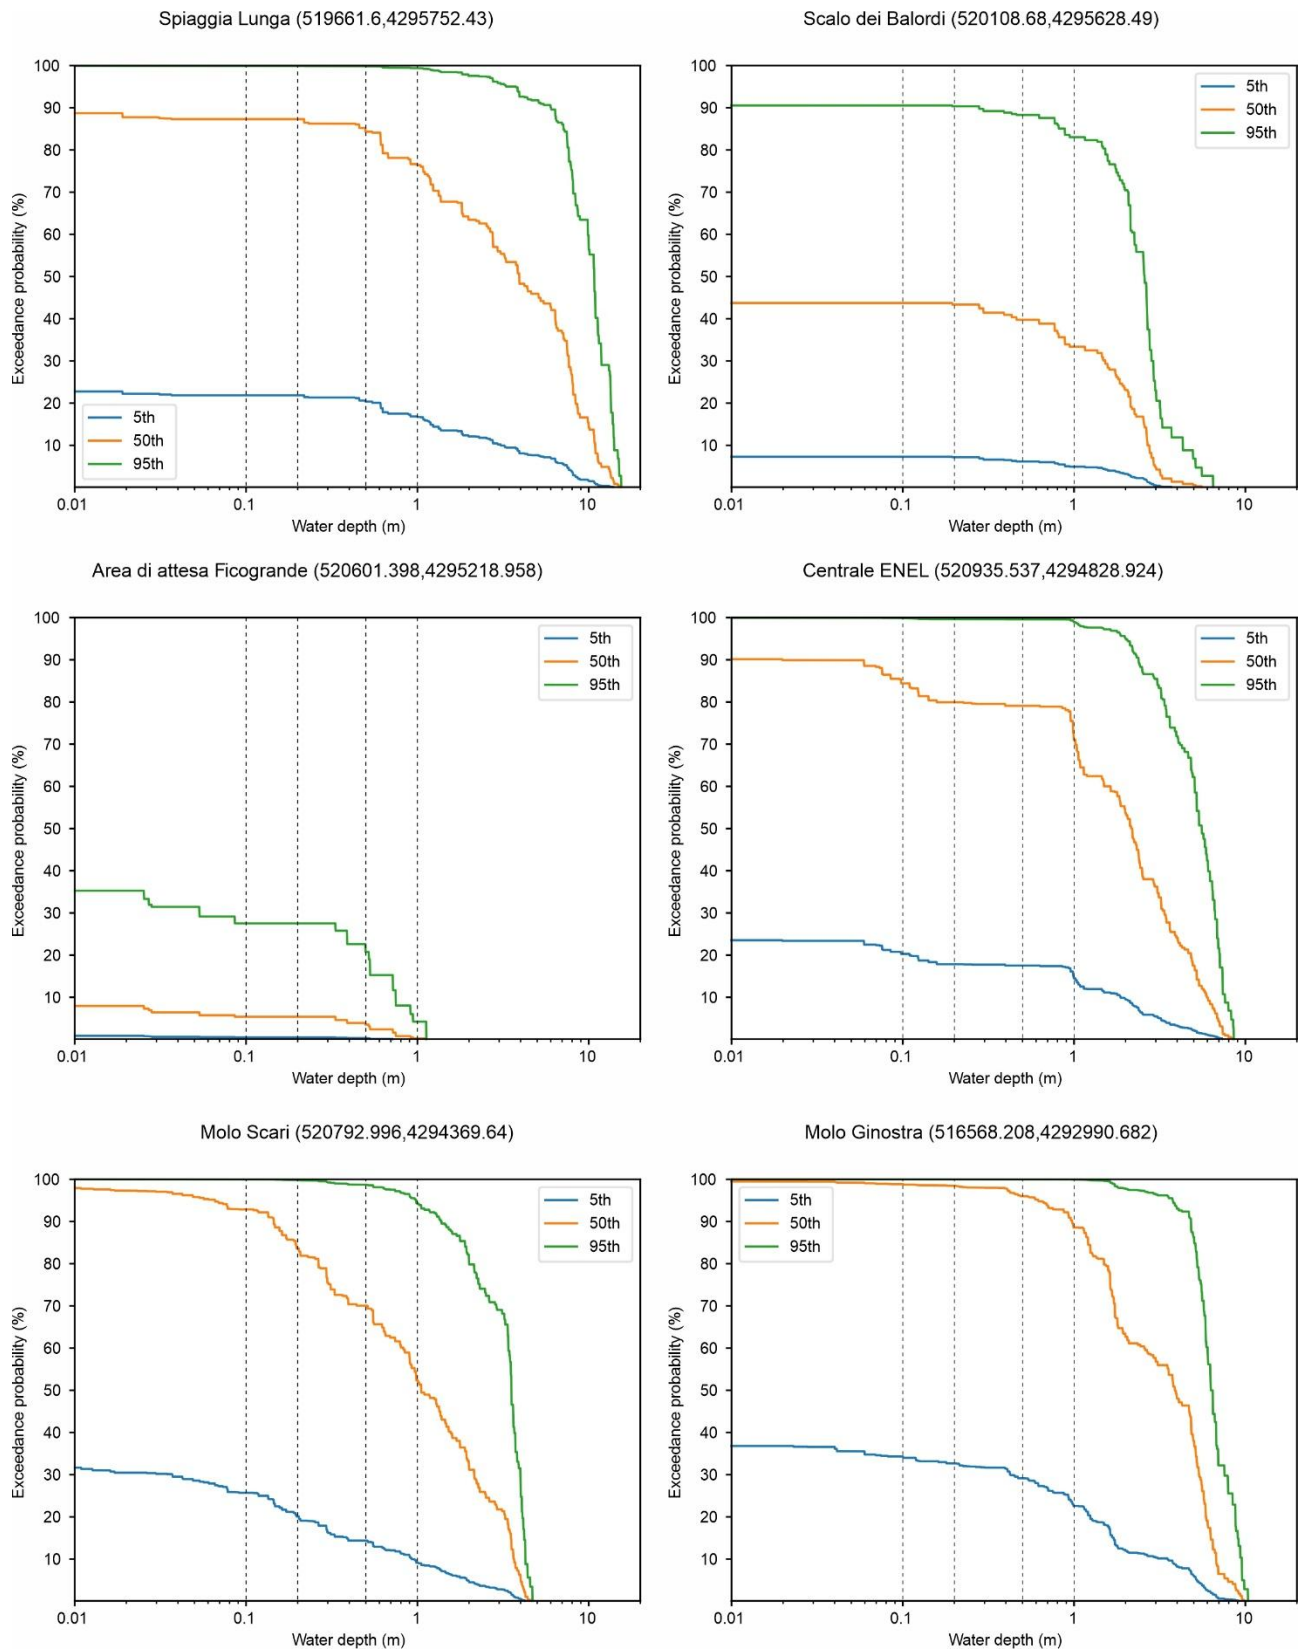 Spiaggia Lunga (519661.6,4295752.43)
100
90
80
70
60
50
40
30
20
10
Exceedance probability (%)
5th
50th
95th
0.01
0.1
1
10
Water depth (m)
Scalo dei Balordi (520108.68,4295628.49)
100
90
80
70
60
50
40
30
20
10
Exceedance probability (%)
5th
50th
95th
0.01
0.1
1
10
Water depth (m)
Area di attesa Ficogrande (520601.398,4295218.958)
100
90
80
70
60
50
40
30
20
10
Exceedance probability (%)
5th
50th
95th
0.01
0.1
1
10
Water depth (m)
Centrale ENEL (520935.537,4294828.924)
100
90
80
70
60
50
40
30
20
10
Exceedance probability (%)
5th
50th
95th
0.01
0.1
1
10
Water depth (m)
Molo Scari (520792.996,4294369.64)
100
90
80
70
60
50
40
30
20
10
Exceedance probability (%)
5th
50th
95th
0.01
0.1
1
10
Water depth (m)
Molo Ginostra (516568.208,4292990.682)
100
90
80
70
60
50
40
30
20
10
Exceedance probability (%)
5th
50th
95th
0.01
0.1
1
10
Water depth (m)